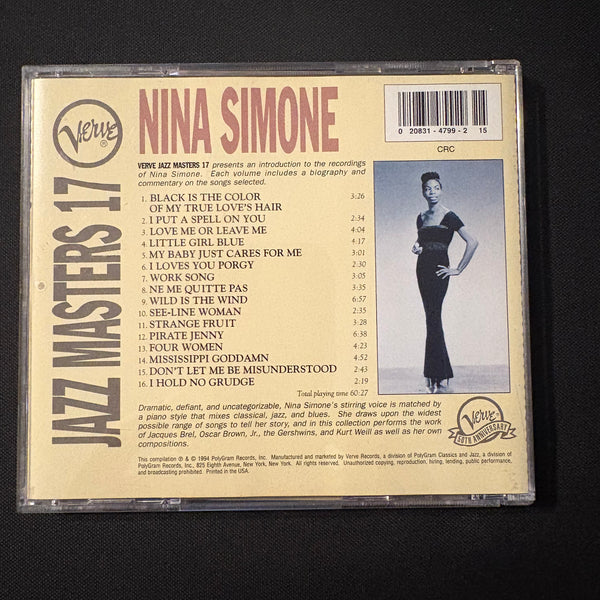 JAZZ MASTERS 17
Verve®
NINA SIMONE
0 20831-4799-2 15
CRC
VERVE JAZZ MASTERS 17 presents an introduction to the recordings
of Nina Simone. Each volume includes a biography and
commentary on the songs selected.
1. BLACK IS THE COLOR
OF MY TRUE LOVE'S HAIR 3:26
2. I PUT A SPELL ON YOU 2:34
3. LOVE ME OR LEAVE ME 4:04
4. LITTLE GIRL BLUE 4:17
5. MY BABY JUST CARES FOR ME 3:01
6. I LOVES YOU PORGY 2:30
7. WORK SONG 3:05
8. NE ME QUITTE PAS 3:35
9. WILD IS THE WIND 6:57
10. SEE-LINE WOMAN 2:35
11. STRANGE FRUIT 3:28
12. PIRATE JENNY 6:38
13. FOUR WOMEN 4:23
14. MISSISSIPPI GODDAMN 4:52
15. DON'T LET ME BE MISUNDERSTOOD 2:43
16. I HOLD NO GRUDGE 2:19
Total playing time 60:27
Dramatic, defiant, and uncategorizable, Nina Simone's stirring voice is matched by
a piano style that mixes classical, jazz, and blues. She draws upon the widest
possible range of songs to tell her story, and in this collection performs the work
of Jacques Brel, Oscar Brown, Jr., the Gershwins, and Kurt Weill as well as her own
compositions.
Verve
50TH ANNIVERSARY
This compilation ℗ & © 1994 PolyGram Records, Inc. Manufactured and marketed by Verve Records, a division of PolyGram Classics and Jazz, a division of
PolyGram Records, Inc., 825 Eighth Avenue, New York, New York. All rights reserved. Unauthorized copying, reproduction, hiring, lending, public performance,
and broadcasting prohibited. Printed in the USA.